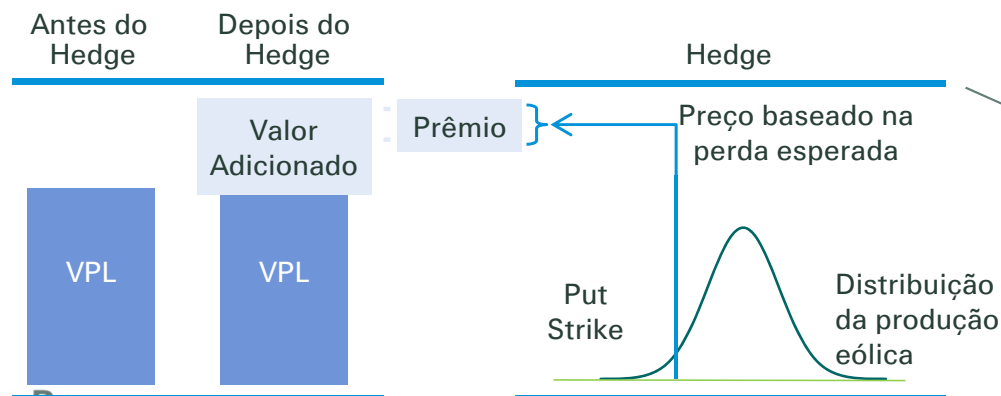 Antes do
Hedge
Depois do
Hedge
Hedge
Valor
Adicionado
Prêmio
Preço baseado na
perda esperada
VPL
VPL
Put
Strike
Distribuição
da produção
eólica